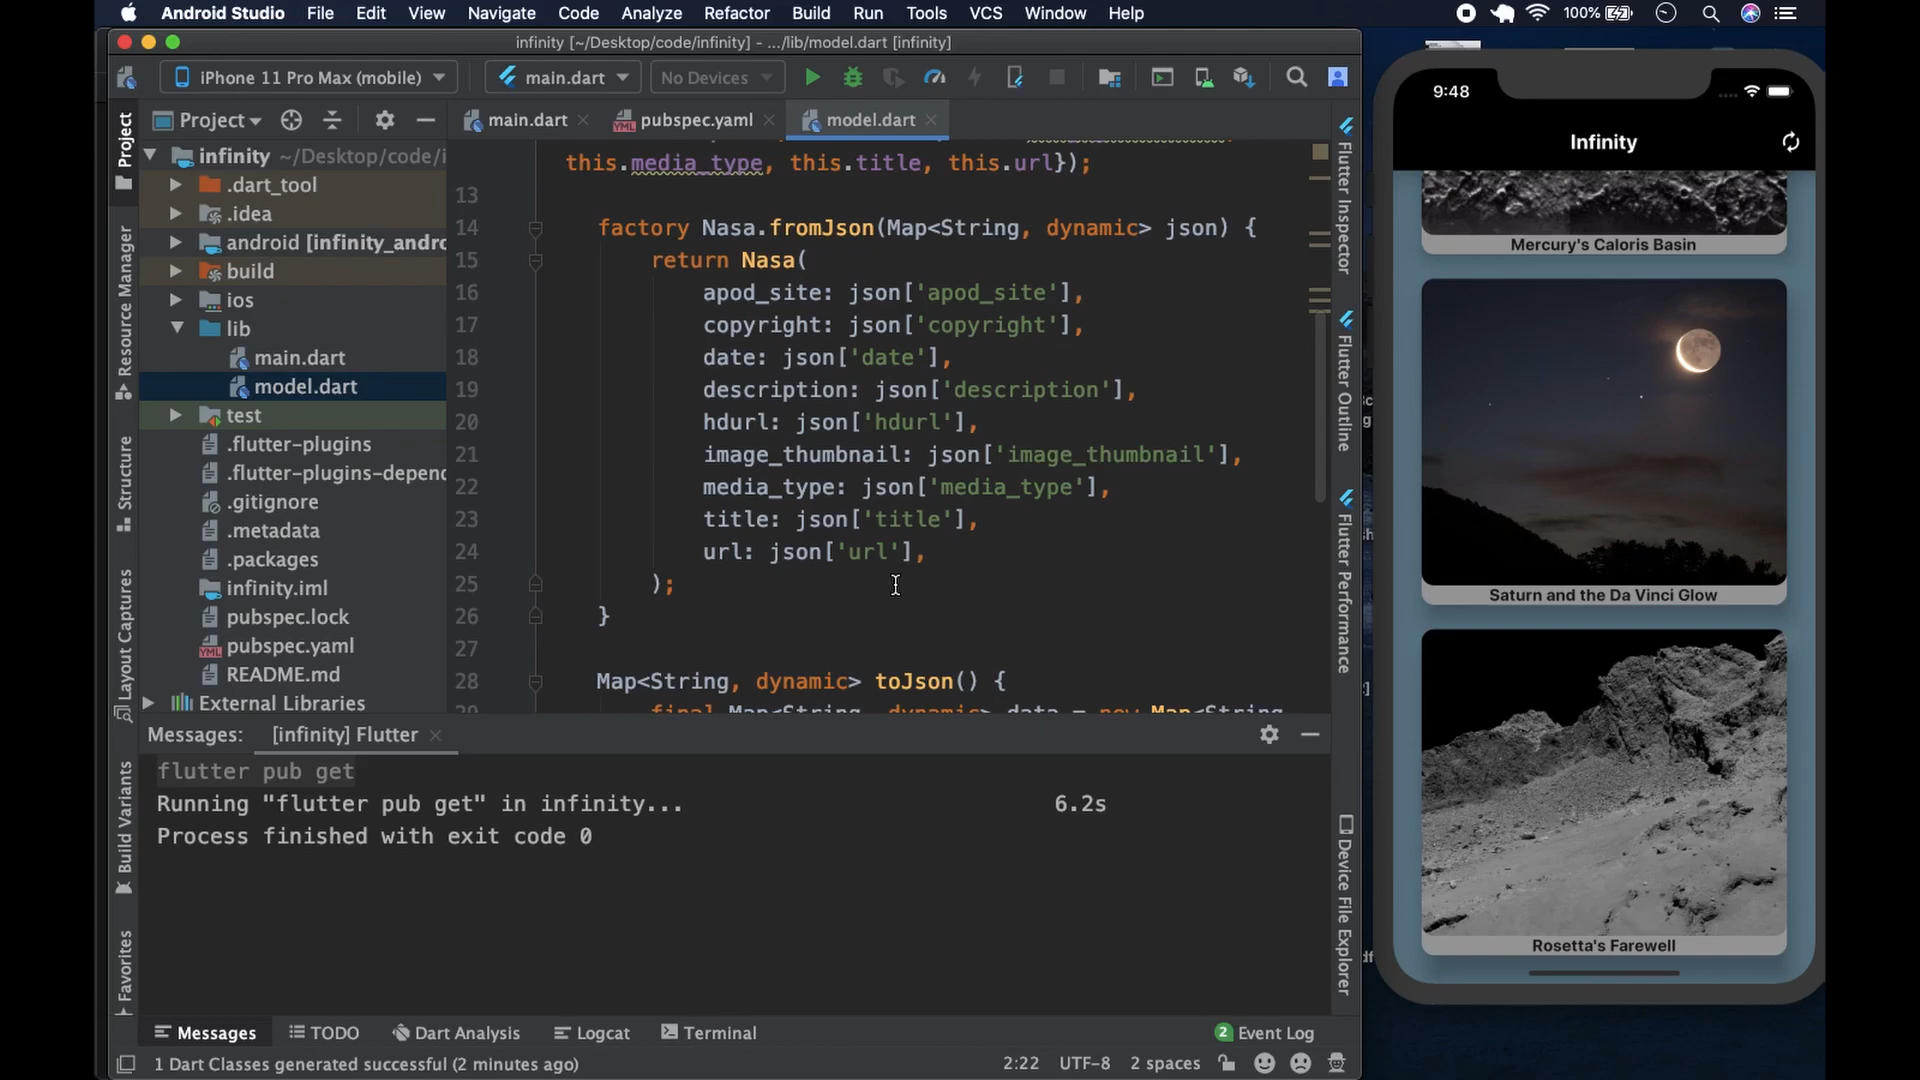 Android Studio File Edit View Navigate Code Analyze Refactor Build Run Tools VCS Window Help 100%
infinity [~/Desktop/code/infinity] - .../lib/model.dart [infinity]
iPhone 11 Pro Max (mobile) main.dart No Devices
Project main.dart pubspec.yaml model.dart
Project
Resource Manager
Structure
Layout Captures
Build Variants
Favorites
infinity ~/Desktop/code/i
.dart_tool
.idea
android [infinity_andro
build
ios
lib
main.dart
model.dart
test
.flutter-plugins
.flutter-plugins-depend
.gitignore
.metadata
.packages
infinity.iml
pubspec.lock
pubspec.yaml
README.md
External Libraries
this.media_type, this.title, this.url});
13
14 factory Nasa.fromJson(Map<String, dynamic> json) {
15 return Nasa(
16 apod_site: json['apod_site'],
17 copyright: json['copyright'],
18 date: json['date'],
19 description: json['description'],
20 hdurl: json['hdurl'],
21 image_thumbnail: json['image_thumbnail'],
22 media_type: json['media_type'],
23 title: json['title'],
24 url: json['url'],
25 );
26 }
27
28 Map<String, dynamic> toJson() {
29 final Map<String, dynamic> data = new Map<String
Flutter Inspector
Flutter Outline
Flutter Performance
Device File Explorer
Messages: [infinity] Flutter
flutter pub get
Running "flutter pub get" in infinity... 6.2s
Process finished with exit code 0
Messages TODO Dart Analysis Logcat Terminal 2 Event Log
1 Dart Classes generated successful (2 minutes ago) 2:22 UTF-8 2 spaces
9:48
Infinity
Mercury's Caloris Basin
Saturn and the Da Vinci Glow
Rosetta's Farewell